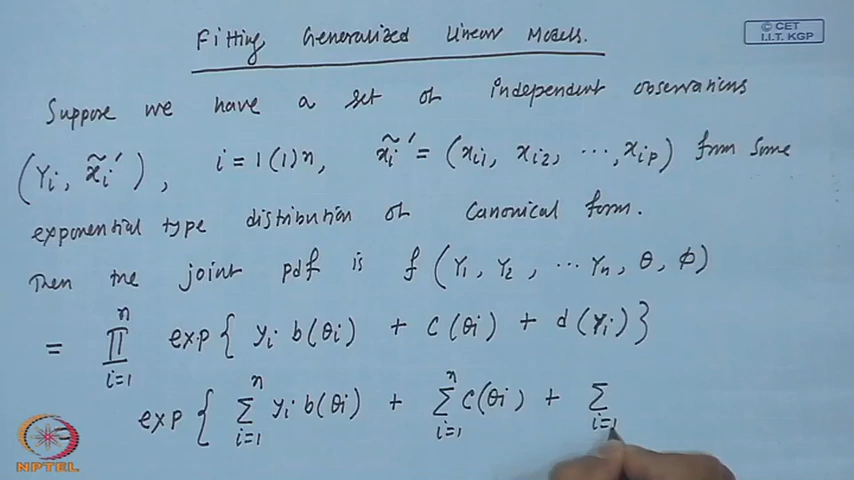 © CET
I.I.T. KGP
Fitting Generalized Linear Models.
Suppose we have a set of independent observations
(Yi, x̃i′), i = 1(1)n, x̃i′ = (xi1, xi2, ..., xip) from some
exponential type distribution of Canonical form.
Then the joint pdf is f(Y1, Y2, ... Yn, θ, φ)
= ∏_{i=1}^{n} exp{ yi b(θi) + c(θi) + d(Yi) }
exp{ ∑_{i=1}^{n} yi b(θi) + ∑_{i=1}^{n} c(θi) + ∑_{i=1}
NPTEL